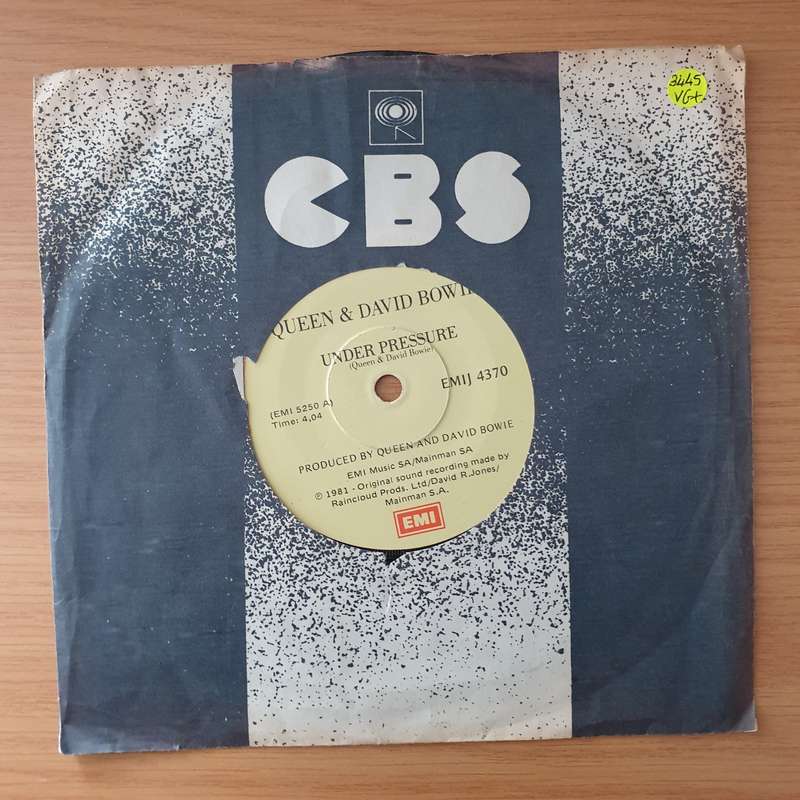 3445
VG+
CBS
QUEEN & DAVID BOWIE
UNDER PRESSURE
(Queen & David Bowie)
EMIJ 4370
(EMI 5250 A)
Time: 4,04
PRODUCED BY QUEEN AND DAVID BOWIE
EMI Music SA/Mainman SA
℗ 1981 - Original sound recording made by
Raincloud Prods. Ltd/David R.Jones/
Mainman S.A.
EMI